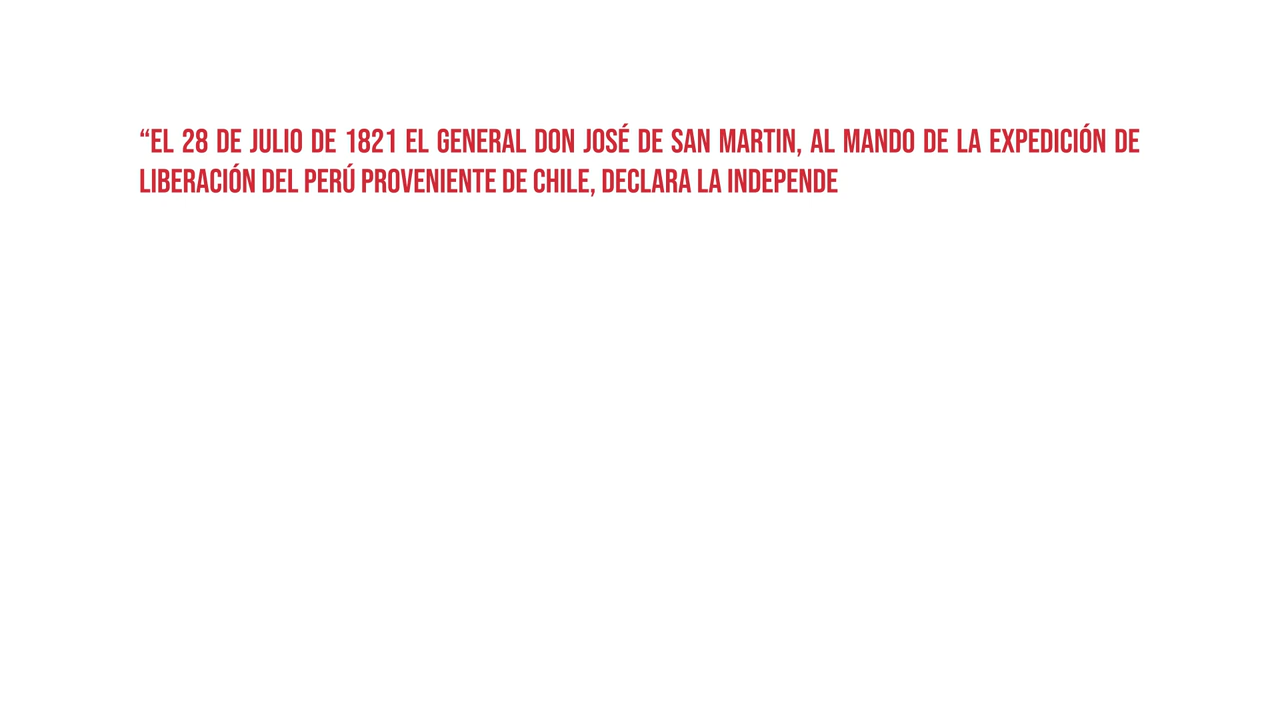 “EL 28 DE JULIO DE 1821 EL GENERAL DON JOSÉ DE SAN MARTIN, AL MANDO DE LA EXPEDICIÓN DE
LIBERACIÓN DEL PERÚ PROVENIENTE DE CHILE, DECLARA LA INDEPENDE